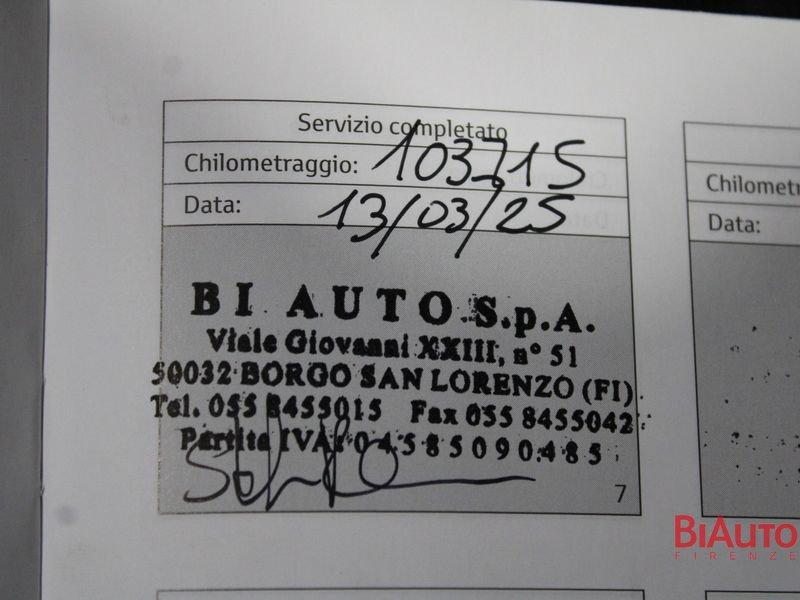 Servizio completato
Chilometraggio: 103715
Data: 13/03/25
BI AUTO S.p.A.
Viale Giovanni XXIII, n° 51
50032 BORGO SAN LORENZO (FI)
Tel. 055 8455015 Fax 055 8455042
Partita IVA: 04585090485
7
Chilomet
Data:
BIAUTO
FIRENZE